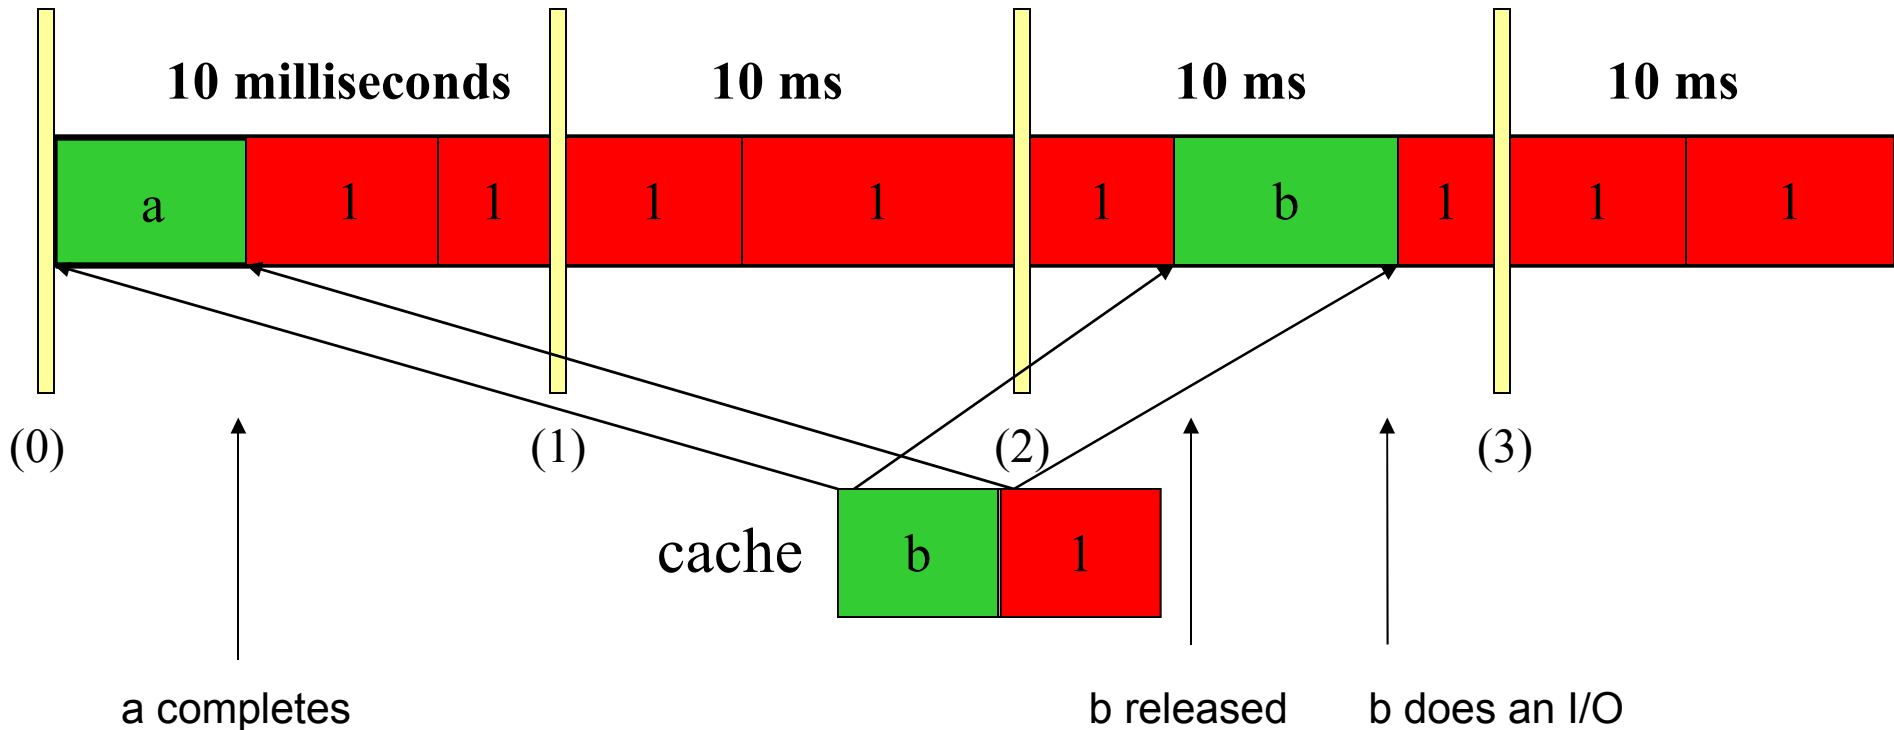 10 milliseconds 10 ms 10 ms 10 ms
a 1 1 1 1 1 b 1 1 1
(0) (1) (2) (3)
cache b 1
a completes b released b does an I/O